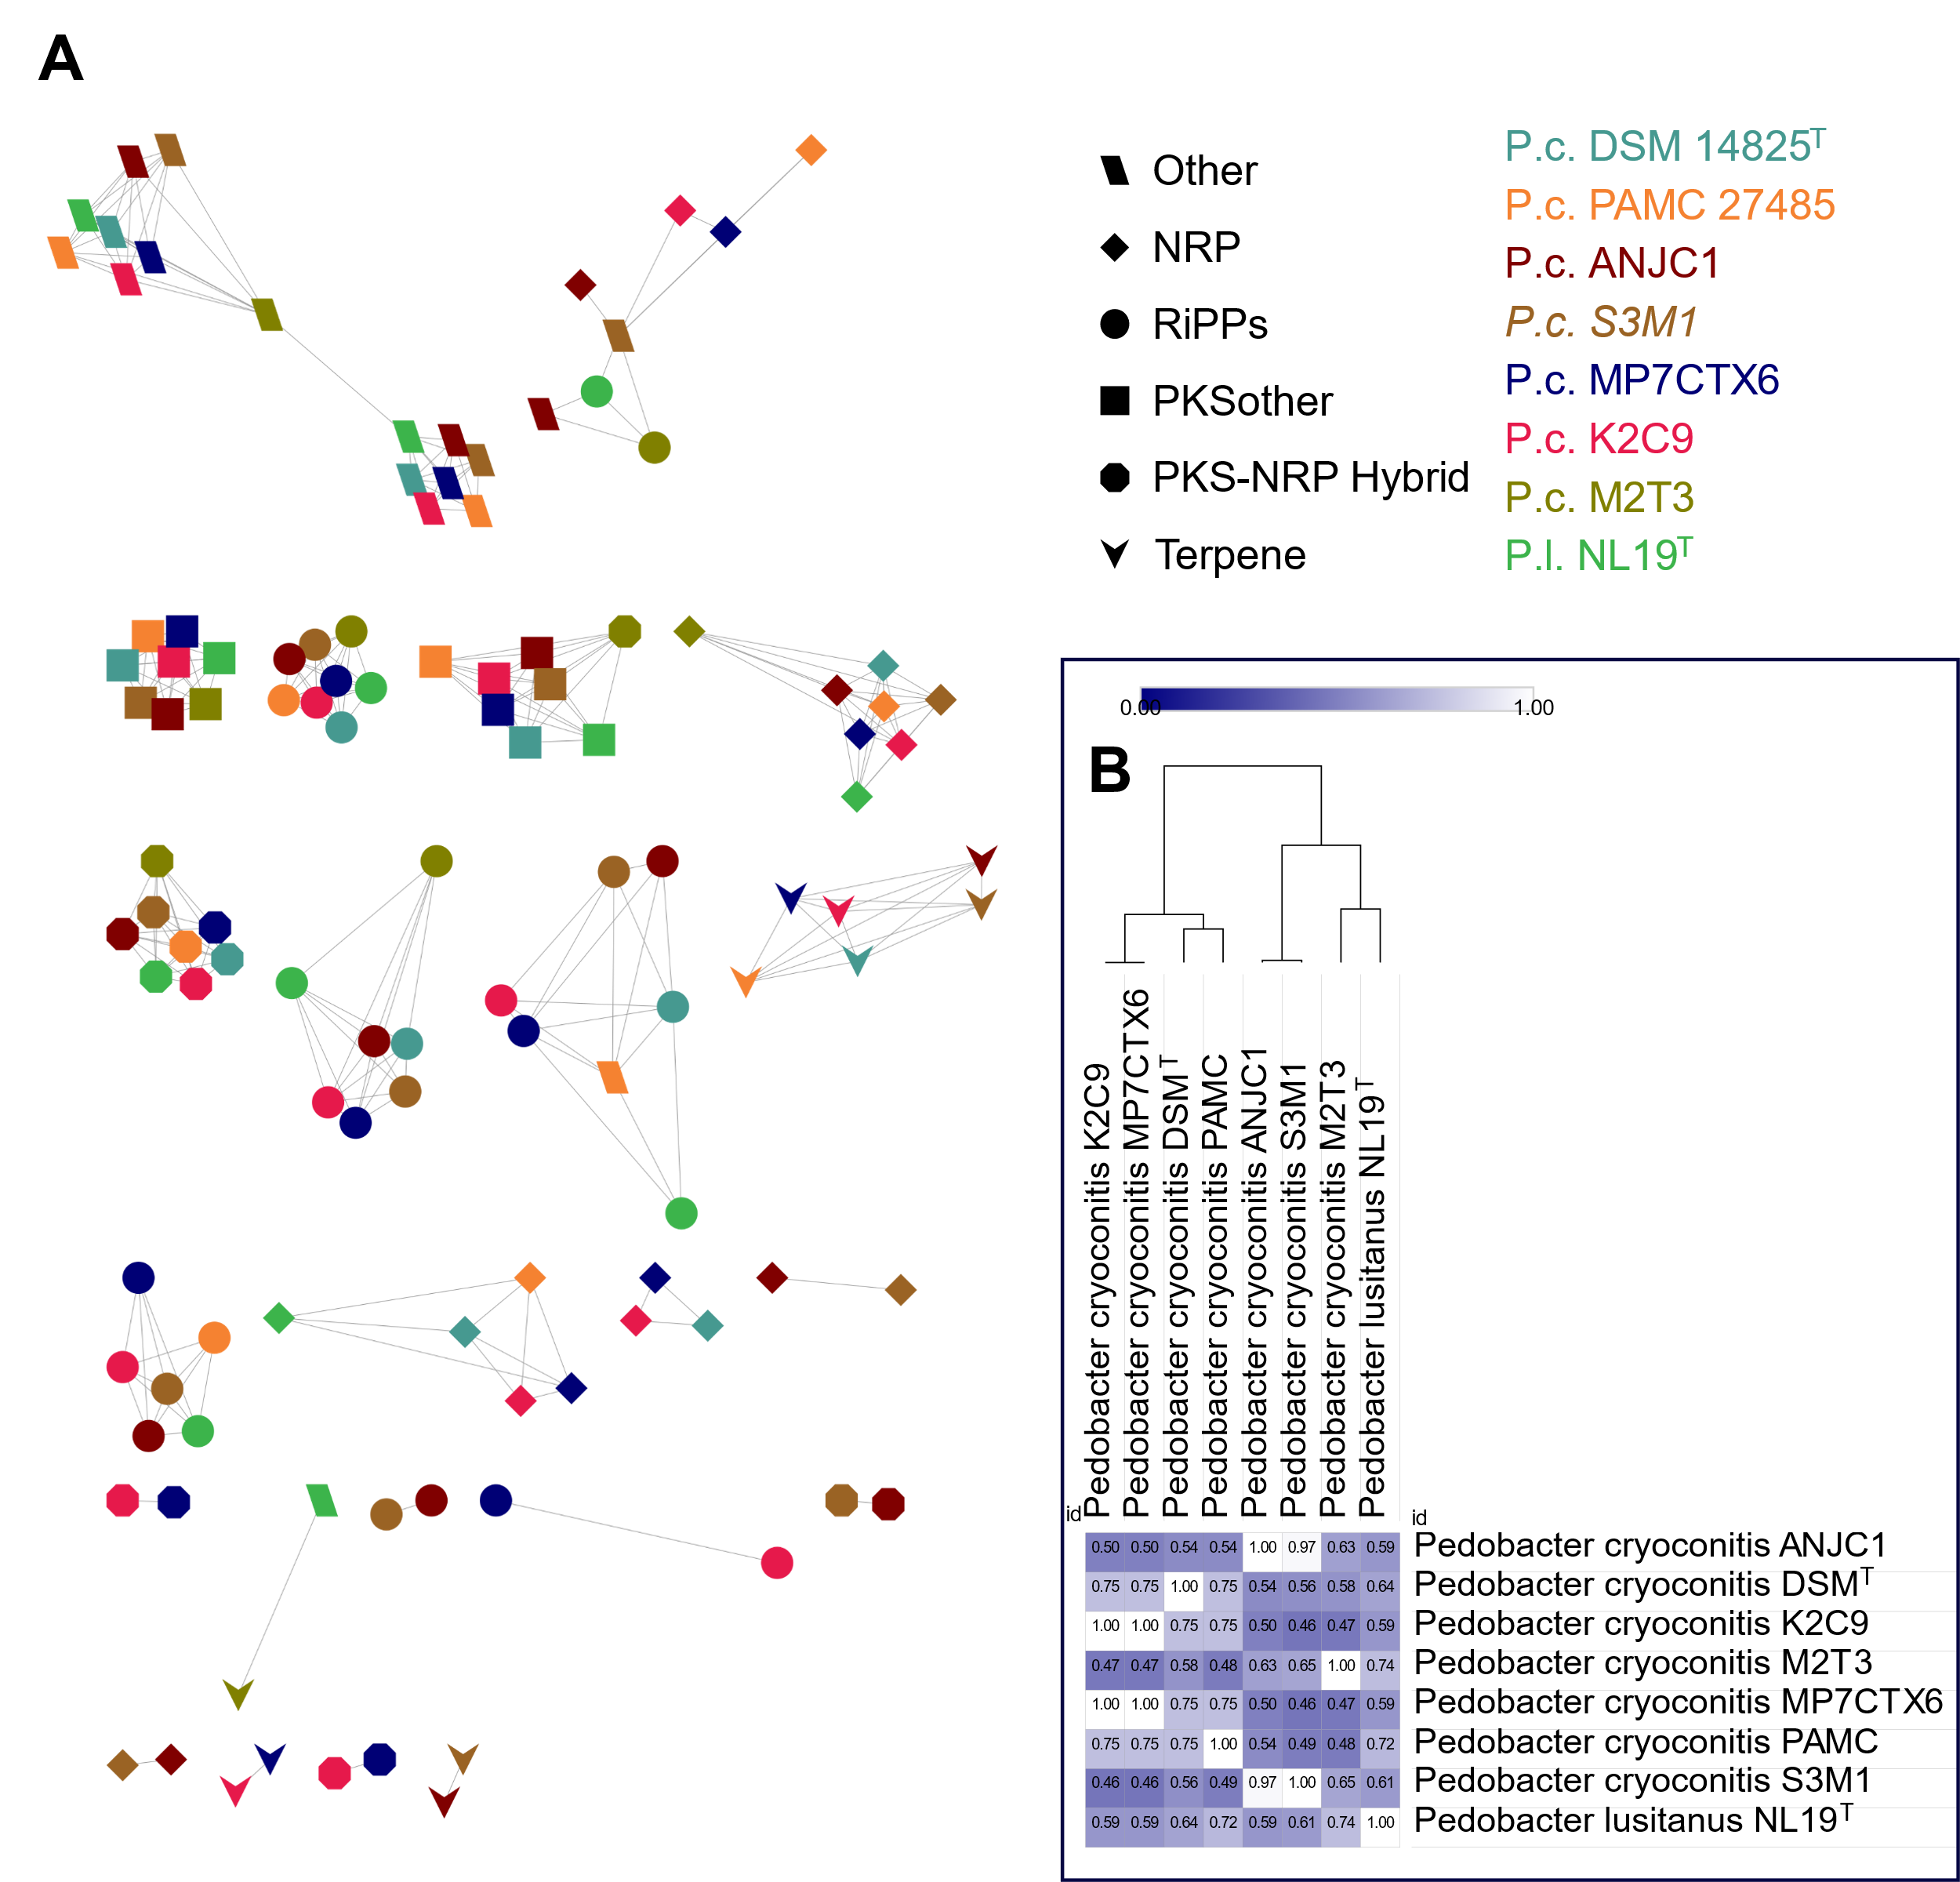 A
Other
NRP
RiPPs
PKSother
PKS-NRP Hybrid
Terpene
P.c. DSM 14825T
P.c. PAMC 27485
P.c. ANJC1
P.c. S3M1
P.c. MP7CTX6
P.c. K2C9
P.c. M2T3
P.l. NL19T
0.00 1.00
B
Pedobacter cryoconitis K2C9
Pedobacter cryoconitis MP7CTX6
Pedobacter cryoconitis DSMT
Pedobacter cryoconitis PAMC
Pedobacter cryoconitis ANJC1
Pedobacter cryoconitis S3M1
Pedobacter cryoconitis M2T3
Pedobacter lusitanus NL19T
id id
0.50 0.50 0.54 0.54 1.00 0.97 0.63 0.59 Pedobacter cryoconitis ANJC1
0.75 0.75 1.00 0.75 0.54 0.56 0.58 0.64 Pedobacter cryoconitis DSMT
1.00 1.00 0.75 0.75 0.50 0.46 0.47 0.59 Pedobacter cryoconitis K2C9
0.47 0.47 0.58 0.48 0.63 0.65 1.00 0.74 Pedobacter cryoconitis M2T3
1.00 1.00 0.75 0.75 0.50 0.46 0.47 0.59 Pedobacter cryoconitis MP7CTX6
0.75 0.75 0.75 1.00 0.54 0.49 0.48 0.72 Pedobacter cryoconitis PAMC
0.46 0.46 0.56 0.49 0.97 1.00 0.65 0.61 Pedobacter cryoconitis S3M1
0.59 0.59 0.64 0.72 0.59 0.61 0.74 1.00 Pedobacter lusitanus NL19T